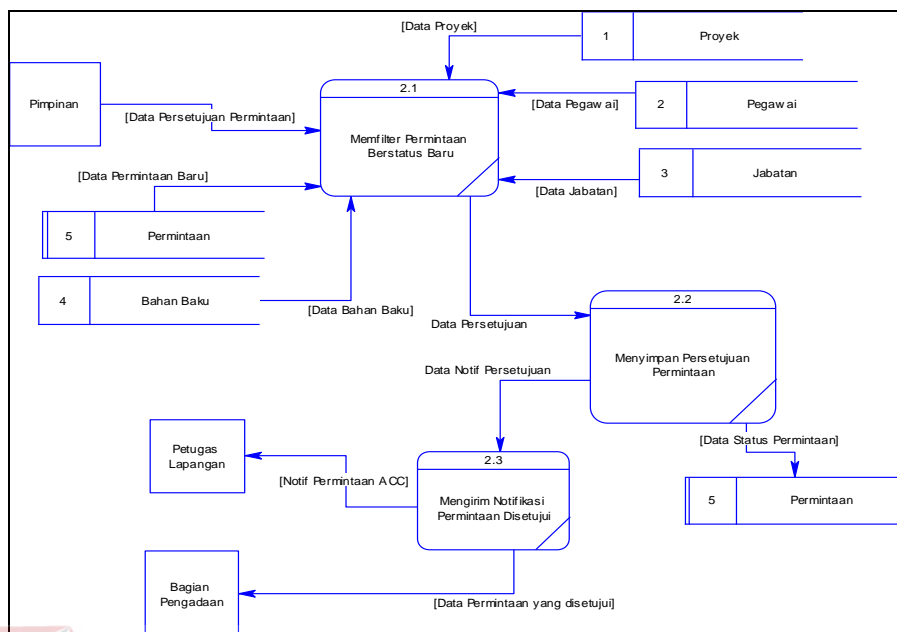 [Data Proyek]
1
Proyek
Pimpinan
2.1
[Data Pegawai]
2
Pegawai
[Data Persetujuan Permintaan]
Memfilter Permintaan
Berstatus Baru
[Data Permintaan Baru]
3
Jabatan
[Data Jabatan]
5
Permintaan
4
Bahan Baku
[Data Bahan Baku]
2.2
Data Persetujuan
Menyimpan Persetujuan
Permintaan
Data Notif Persetujuan
[Data Status Permintaan]
Petugas
Lapangan
2.3
[Notif Permintaan ACC]
Mengirim Notifikasi
Permintaan Disetujui
5
Permintaan
Bagian
Pengadaan
[Data Permintaan yang disetujui]